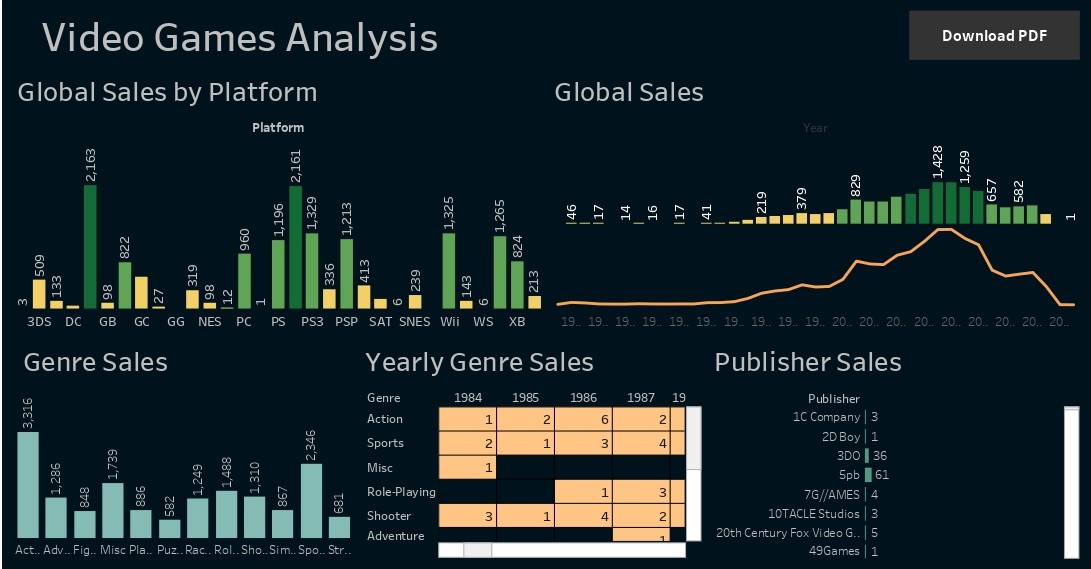 Video Games Analysis
Download PDF
Global Sales by Platform
Platform
3 509 133 2,163 98 822 27 319 98 12 960 1 1,196 2,161 1,329 336 1,213 413 6 239 1,325 143 6 1,265 824 213
3DS DC GB GC GG NES PC PS PS3 PSP SAT SNES Wii WS XB
Global Sales
Year
46 17 14 16 17 41 219 379 829 1,428 1,259 657 582 1
19.. 19.. 19.. 19.. 19.. 19.. 19.. 19.. 19.. 19.. 20.. 20.. 20.. 20.. 20.. 20.. 20.. 20.. 20..
Genre Sales
3,316 1,286 848 1,739 886 582 1,249 1,488 1,310 867 2,346 681
Act.. Adv.. Fig.. Misc Pla.. Puz.. Rac.. Rol.. Sho.. Sim.. Spo.. Str..
Yearly Genre Sales
Genre 1984 1985 1986 1987 19
Action 1 2 6 2
Sports 2 1 3 4
Misc 1
Role-Playing 1 3
Shooter 3 1 4 2
Adventure 1
Publisher Sales
Publisher
1C Company 3
2D Boy 1
3DO 36
5pb 61
7G//AMES 4
10TACLE Studios 3
20th Century Fox Video G.. 5
49Games 1